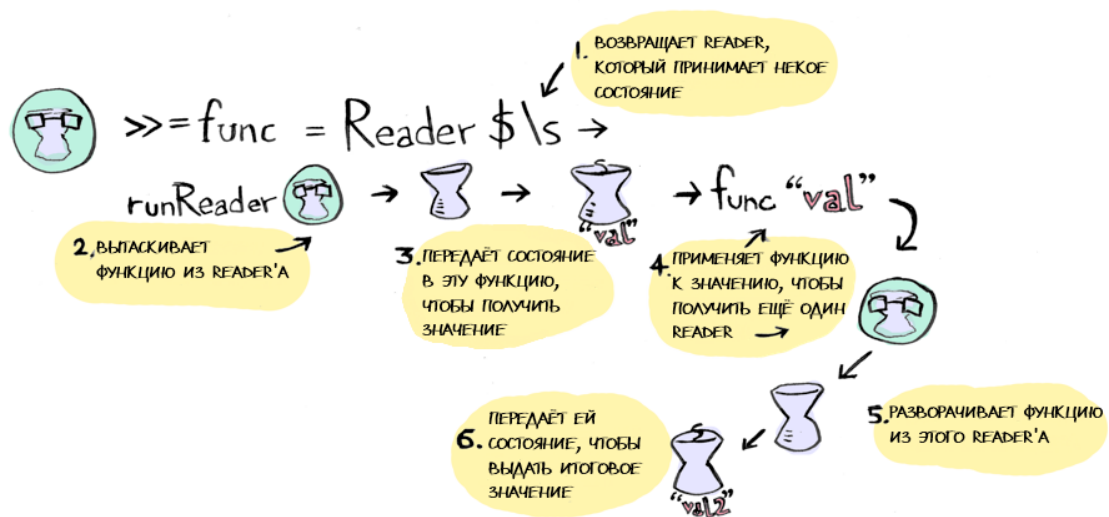 1. ВОЗВРАЩАЕТ READER,
КОТОРЫЙ ПРИНИМАЕТ НЕКОЕ
СОСТОЯНИЕ
>>= func = Reader $ \s →
runReader → → s "val" → func "val"
2. ВЫТАСКИВАЕТ
ФУНКЦИЮ ИЗ READER'А
3. ПЕРЕДАЁТ СОСТОЯНИЕ
В ЭТУ ФУНКЦИЮ,
ЧТОБЫ ПОЛУЧИТЬ
ЗНАЧЕНИЕ
4. ПРИМЕНЯЕТ ФУНКЦИЮ
К ЗНАЧЕНИЮ, ЧТОБЫ
ПОЛУЧИТЬ ЕЩЁ ОДИН
READER
5. РАЗВОРАЧИВАЕТ ФУНКЦИЮ
ИЗ ЭТОГО READER'А
6. ПЕРЕДАЁТ ЕЙ
СОСТОЯНИЕ, ЧТОБЫ
ВЫДАТЬ ИТОГОВОЕ
ЗНАЧЕНИЕ
s
"val2"